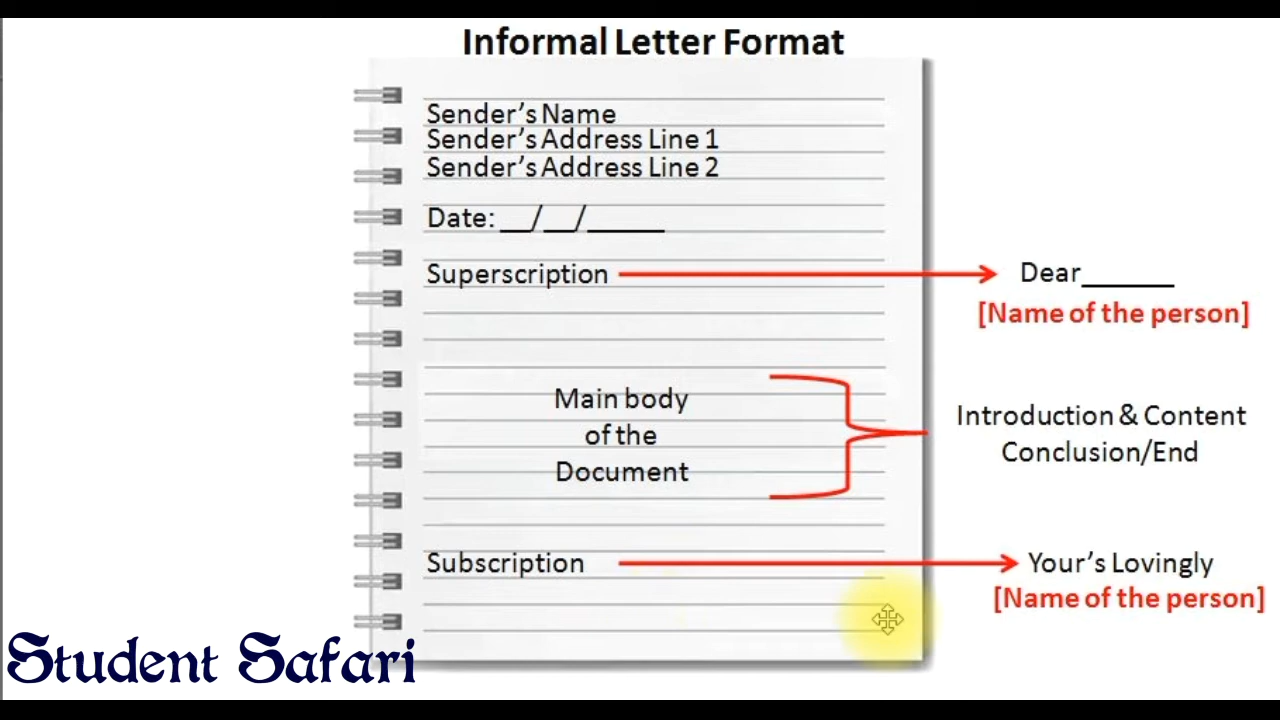 Informal Letter Format
Sender's Name
Sender's Address Line 1
Sender's Address Line 2
Date: __/__/_____
Superscription
Dear______
[Name of the person]
Main body
of the
Document
Introduction & Content
Conclusion/End
Subscription
Your's Lovingly
[Name of the person]
Student Safari